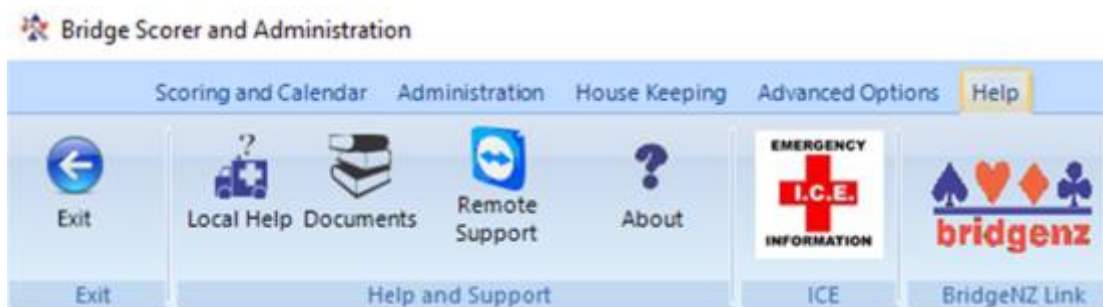 Bridge Scorer and Administration
Scoring and Calendar Administration House Keeping Advanced Options Help
Exit
?
Local Help
Documents
Remote
Support
?
About
EMERGENCY
I.C.E.
INFORMATION
bridgenz
Exit Help and Support ICE BridgeNZ Link